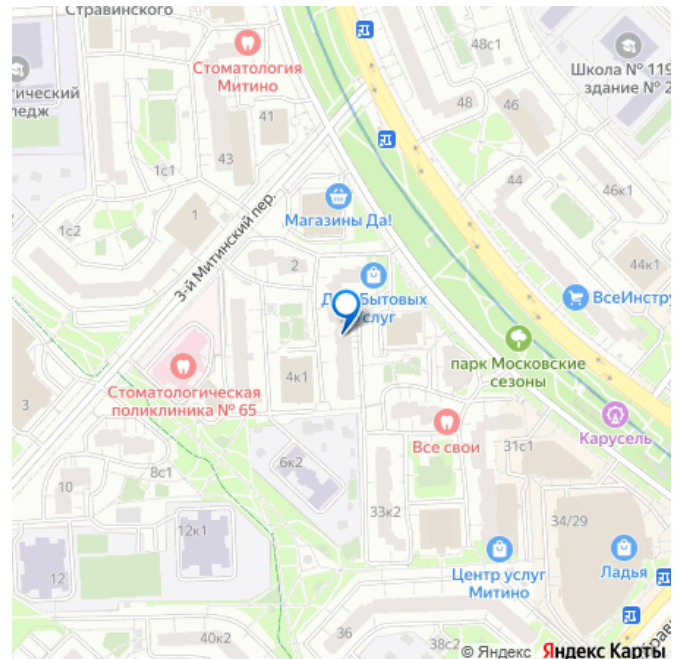 Стравинского
48с1
Школа № 119
здание № 2
Стоматология
Митино
48
46
41
43
1с1
44
46к1
1
Магазины Да!
3-й Митинский пер.
1с2
2
44к1
Бытовых
ВсеИнстру
парк Московские
сезоны
4к1
Стоматологическая
поликлиника № 65
3
Карусель
Все свои
31с1
6к2
8с1
10
33к2
34/29
12к1
12
Центр услуг
Митино
Ладья
36
40к2
38с2
© Яндекс Яндекс Карты